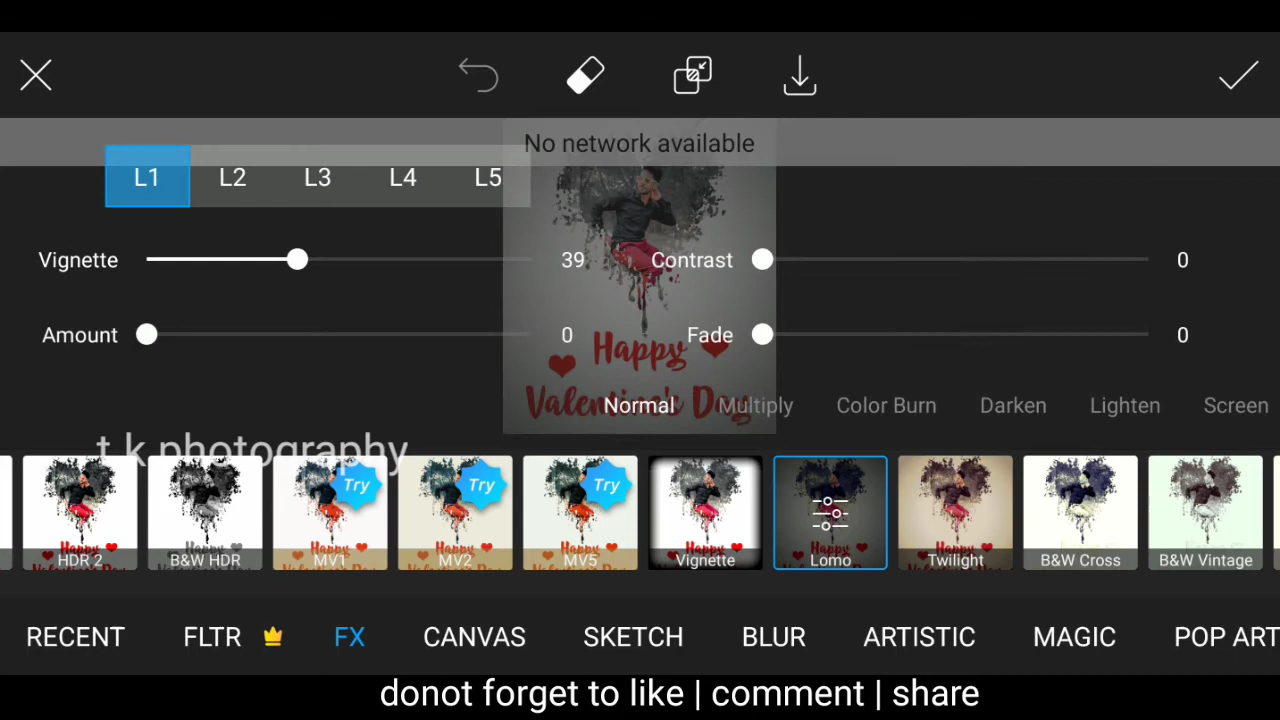 No network available
L1 L2 L3 L4 L5
Vignette 39 Contrast 0
Amount 0 Fade 0
Happy
Valentine's Day
Normal Multiply Color Burn Darken Lighten Screen
t.k photography
Try Try Try
HDR 2 B&W HDR MV1 MV2 MV5 Vignette Lomo Twilight B&W Cross B&W Vintage
RECENT FLTR FX CANVAS SKETCH BLUR ARTISTIC MAGIC POP ART
donot forget to like | comment | share